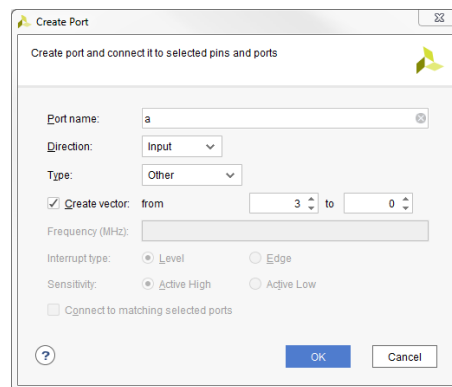 Create Port
Create port and connect it to selected pins and ports
Port name: a
Direction: Input
Type: Other
Create vector: from 3 to 0
Frequency (MHz):
Interrupt type: Level Edge
Sensitivity: Active High Active Low
Connect to matching selected ports
? OK Cancel